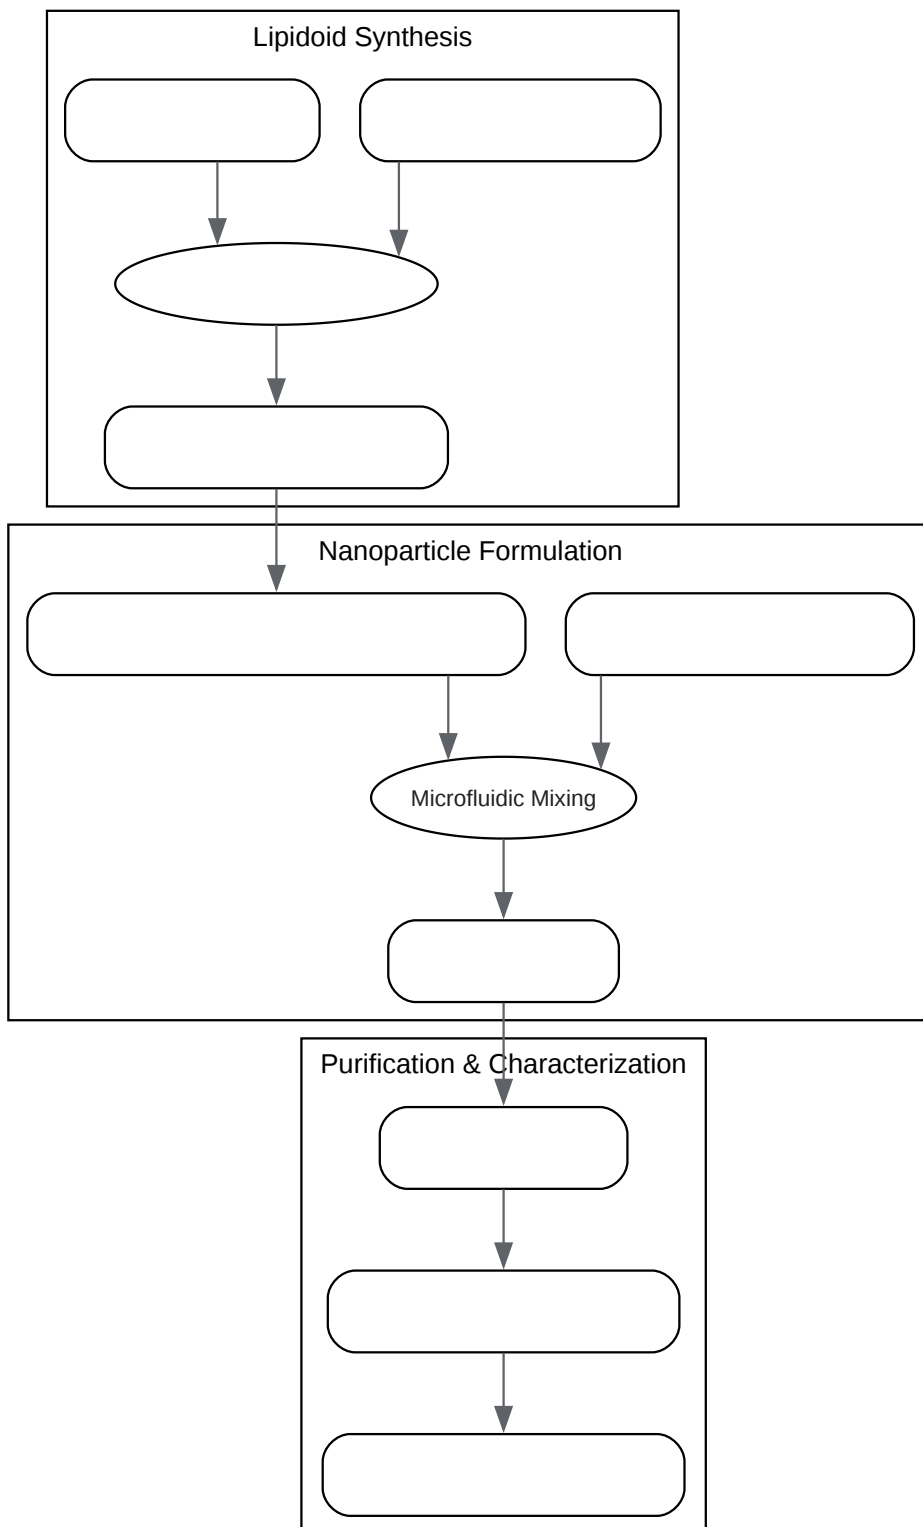 Lipidoid Synthesis
Nanoparticle Formulation
Microfluidic Mixing
Purification & Characterization